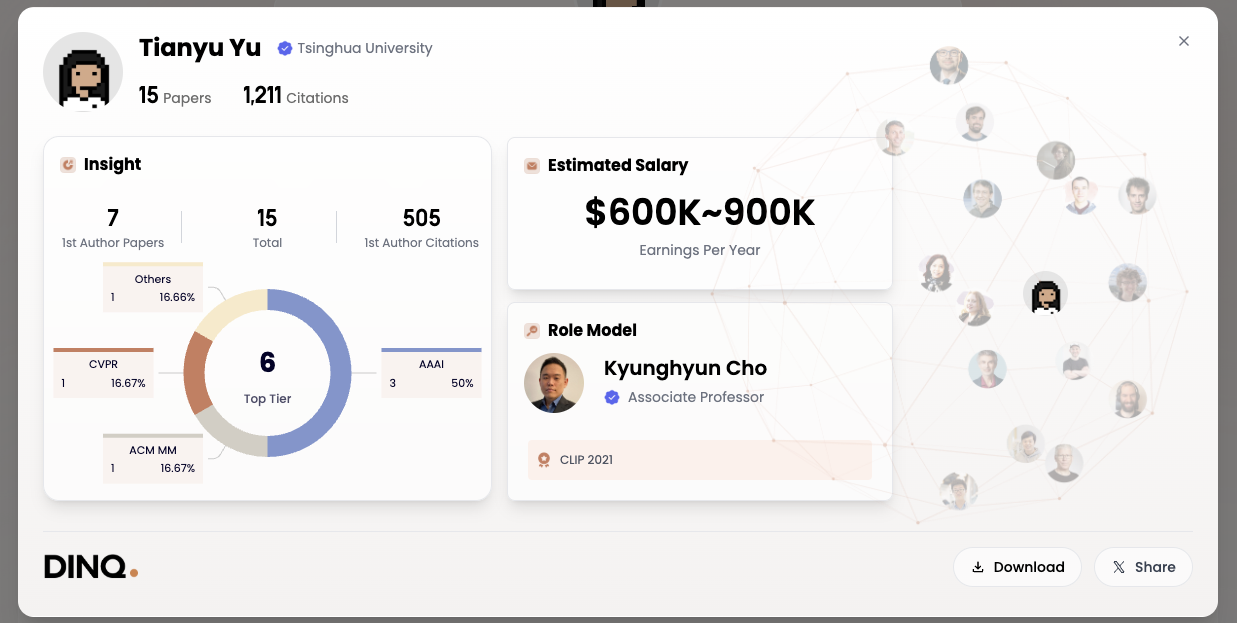 Tianyu Yu
Tsinghua University
15 Papers
1,211 Citations
Insight
7
1st Author Papers
15
Total
505
1st Author Citations
Others
1 16.66%
CVPR
1 16.67%
6
Top Tier
AAAI
3 50%
ACM MM
1 16.67%
Estimated Salary
$600K~900K
Earnings Per Year
Role Model
Kyunghyun Cho
Associate Professor
CLIP 2021
DINQ.
Download
Share